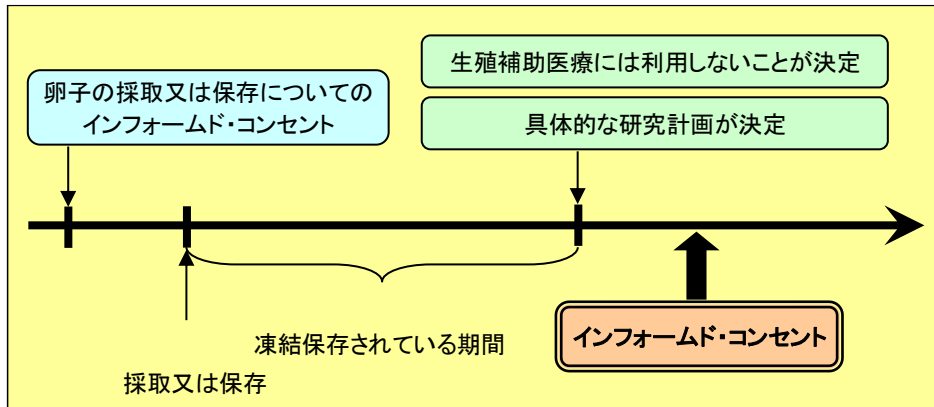 生殖補助医療には利用しないことが決定
卵子の採取又は保存についての
インフォームド・コンセント
具体的な研究計画が決定
インフォームド・コンセント
凍結保存されている期間
採取又は保存